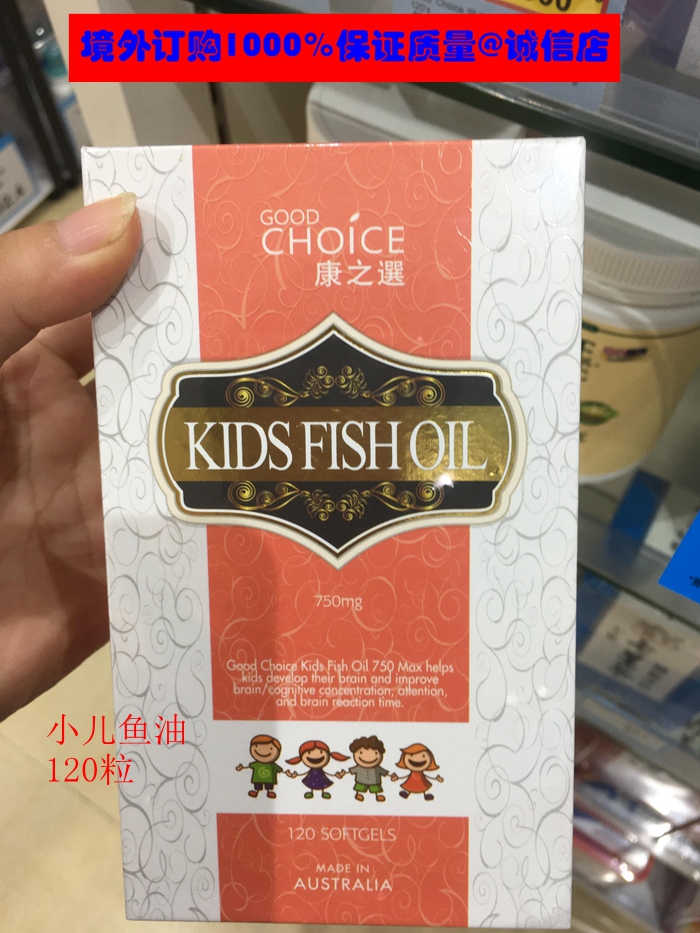 境外订购1000%保证质量@诚信店
GOOD
CHOICE
康之選
KIDS FISH OIL
750mg
Good Choice Kids Fish Oil 750 Max helps
kids develop their brain and improve
brain/cognitive concentration, attention,
and brain reaction time.
小儿鱼油
120粒
120 SOFTGELS
MADE IN
AUSTRALIA